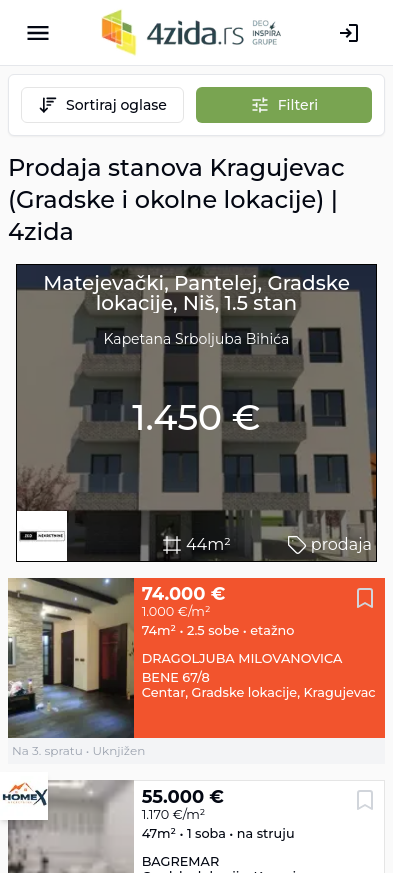 4zida.rs
DEO
INSPIRA
GRUPE
Sortiraj oglase
Filteri
Prodaja stanova Kragujevac
(Gradske i okolne lokacije) |
4zida
Matejevački, Pantelej, Gradske
lokacije, Niš, 1.5 stan
Kapetana Srboljuba Bihića
1.450 €
44m²
prodaja
74.000 €
1.000 €/m²
74m² • 2.5 sobe • etažno
DRAGOLJUBA MILOVANOVICA
BENE 67/8
Centar, Gradske lokacije, Kragujevac
Na 3. spratu • Uknjižen
HOMEX
55.000 €
1.170 €/m²
47m² • 1 soba • na struju
BAGREMAR